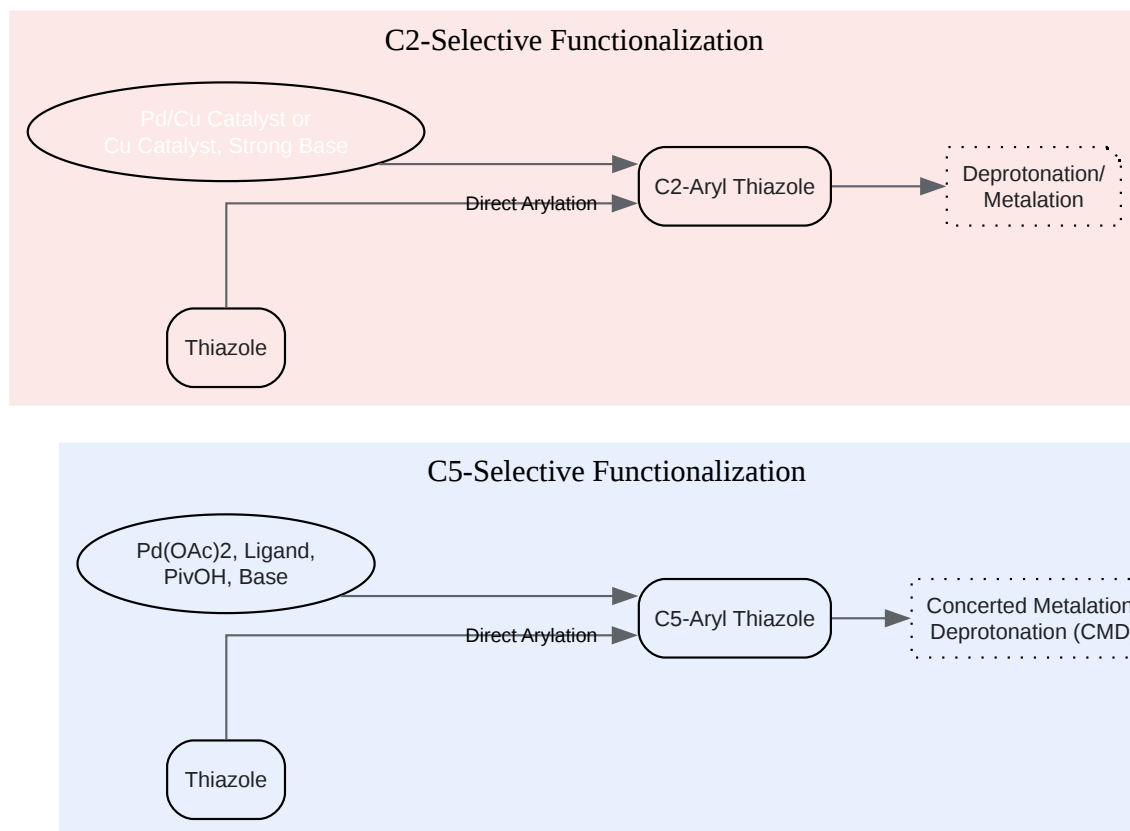 C2-Selective Functionalization
Pd/Cu Catalyst or
Cu Catalyst, Strong Base
Direct Arylation
C2-Aryl Thiazole
Deprotonation/
Metalation
Thiazole
C5-Selective Functionalization
Pd(OAc)2, Ligand,
PivOH, Base
Direct Arylation
C5-Aryl Thiazole
Concerted Metalation
Deprotonation (CMD
Thiazole